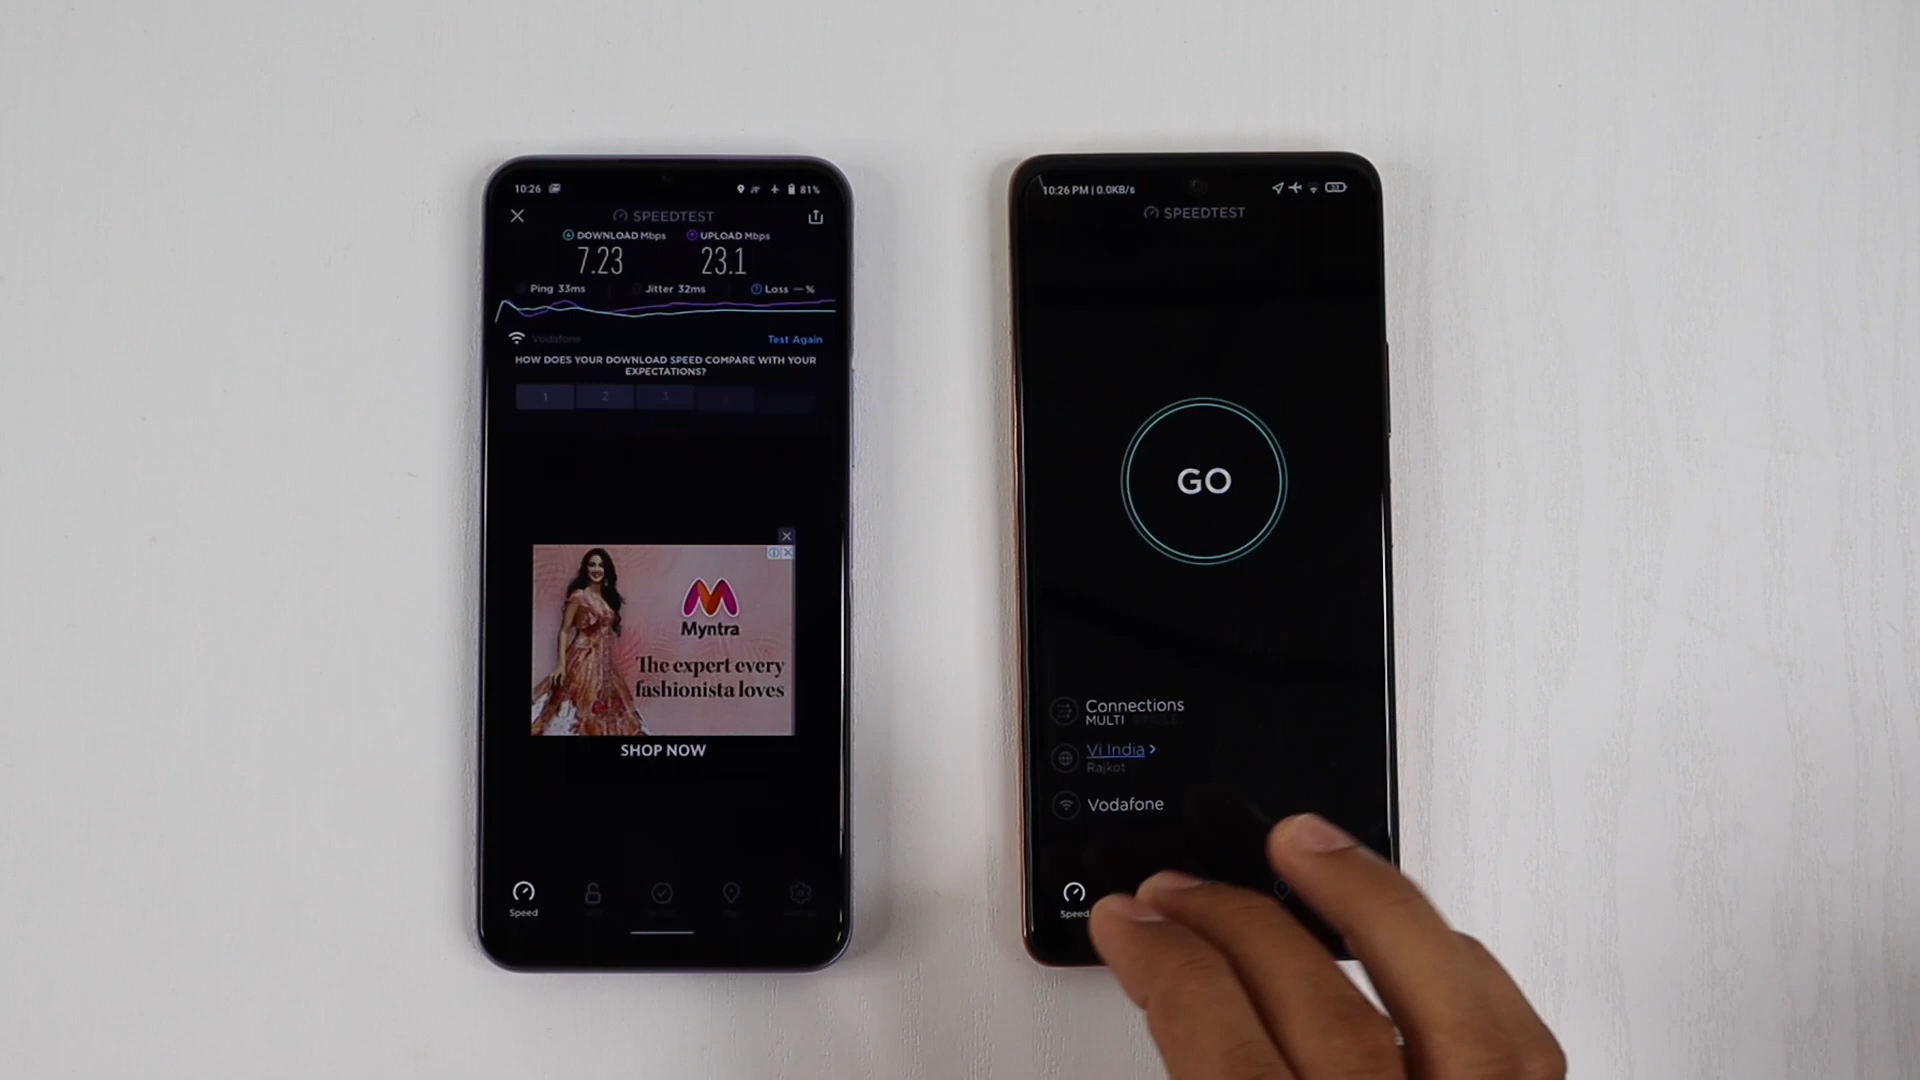 10:26
81%
SPEEDTEST
DOWNLOAD Mbps
UPLOAD Mbps
7.23
23.1
Ping 33ms
Jitter 32ms
Loss — %
Vodafone
Test Again
HOW DOES YOUR DOWNLOAD SPEED COMPARE WITH YOUR
EXPECTATIONS?
1
2
3
Myntra
The expert every
fashionista loves
SHOP NOW
Speed
10:26 PM | 0.0KB/s
33
SPEEDTEST
GO
Connections
MULTI
Vi India >
Rajkot
Vodafone
Speed